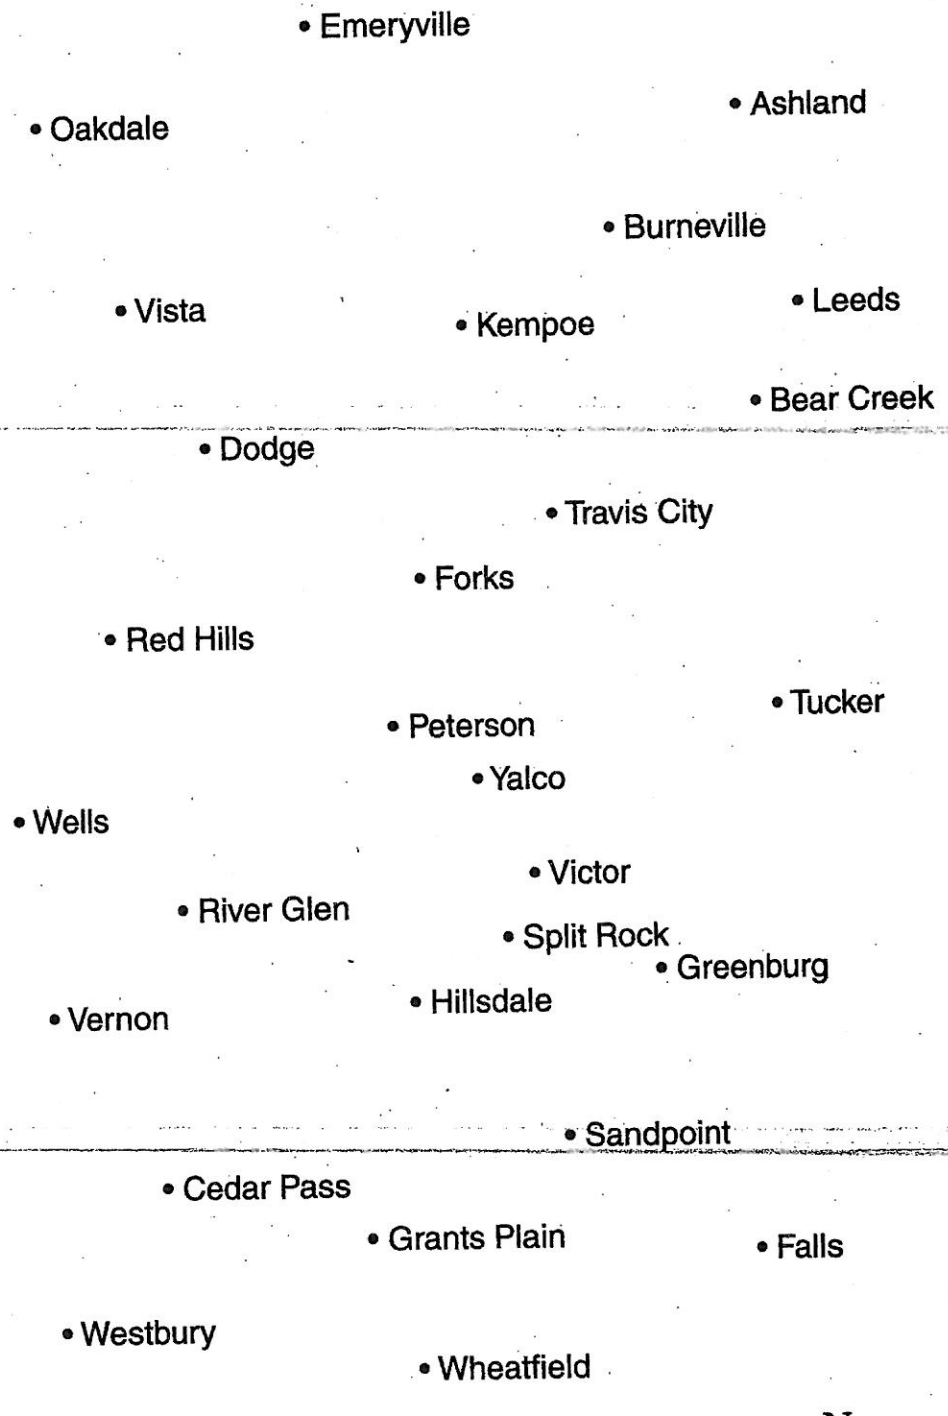 Emeryville
Ashland
Oakdale
Burneville
Leeds
Vista
Kempoe
Bear Creek
Dodge
Travis City
Forks
Red Hills
Tucker
Peterson
Yalco
Wells
Victor
River Glen
Split Rock
Greenburg
Hillsdale
Vernon
Sandpoint
Cedar Pass
Grants Plain
Falls
Westbury
Wheatfield